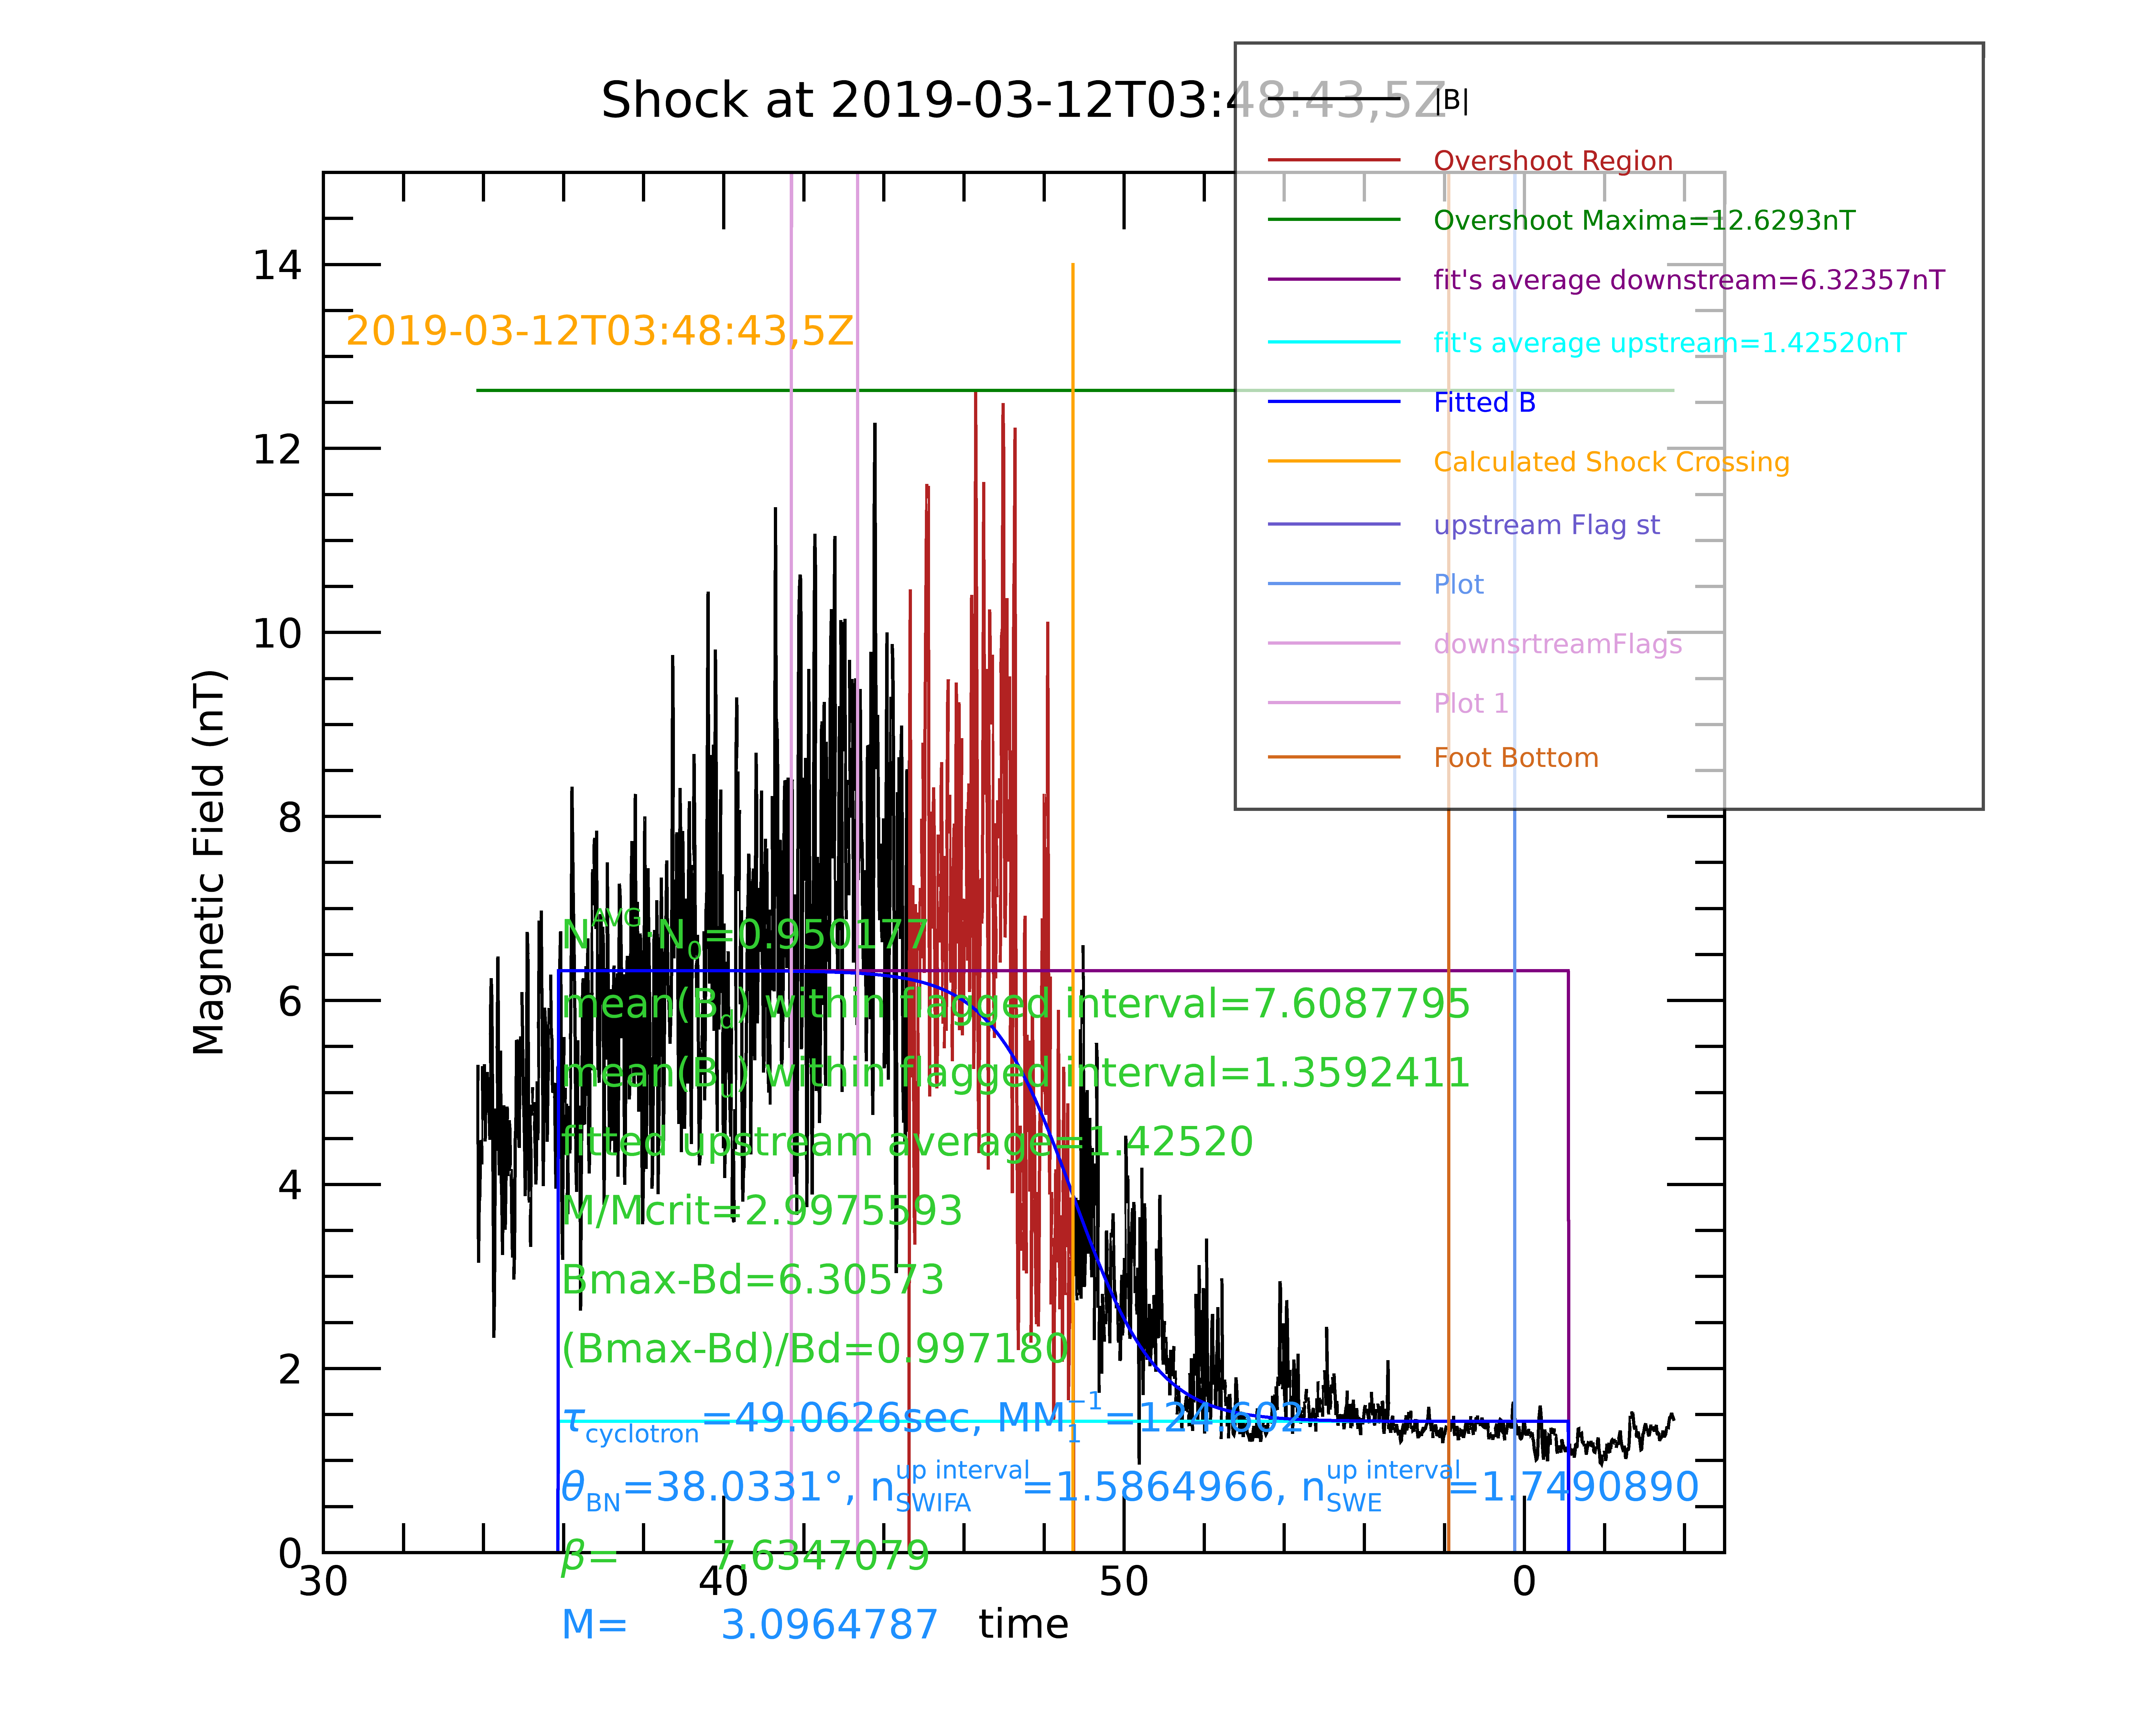 Shock at 2019-03-12T03:48:43,5Z
|B|
Overshoot Region
Overshoot Maxima=12.6293nT
fit's average downstream=6.32357nT
fit's average upstream=1.42520nT
Fitted B
Calculated Shock Crossing
upstream Flag st
Plot
downsrtreamFlags
Plot 1
Foot Bottom
2019-03-12T03:48:43,5Z
Magnetic Field (nT)
14
12
10
8
6
4
2
0
N^AVG·N_0=0.950177
mean(B_d) within flagged interval=7.6087795
mean(B_u) within flagged interval=1.3592411
fitted upstream average=1.42520
M/Mcrit=2.9975593
Bmax-Bd=6.30573
(Bmax-Bd)/Bd=0.997180
τ_cyclotron=49.0626sec, MM_1^−1=124.602
θ_BN=38.0331°, n_SWIFA^up interval=1.5864966, n_SWE^up interval=1.7490890
β= 7.6347079
30 40 50 0
M= 3.0964787
time